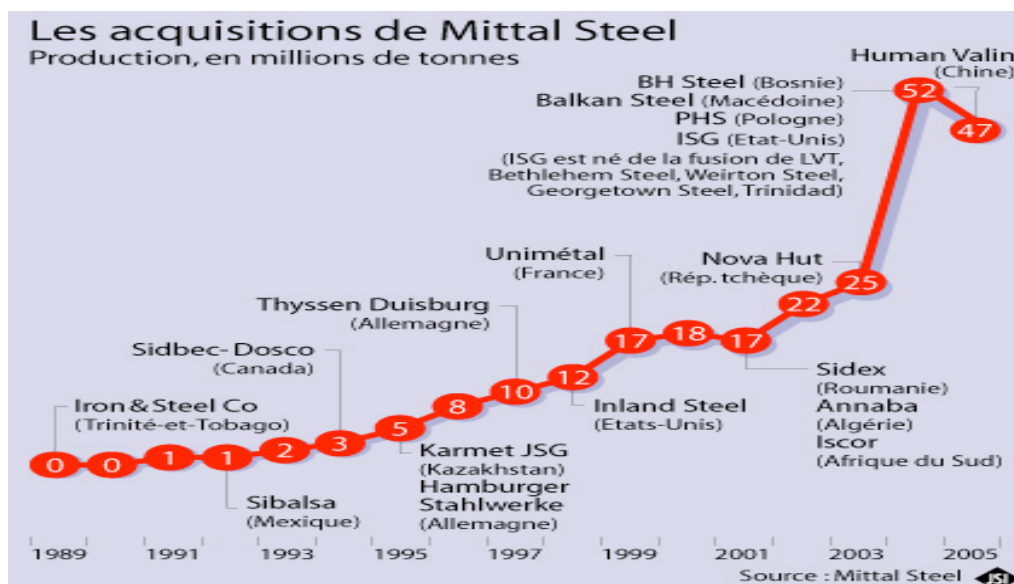 Les acquisitions de Mittal Steel
Production, en millions de tonnes
Human Valin
(Chine)
BH Steel (Bosnie)
Balkan Steel (Macédoine)
PHS (Pologne)
ISG (Etat-Unis)
(ISG est né de la fusion de LVT,
Bethlehem Steel, Weirton Steel,
Georgetown Steel, Trinidad)
52
47
Unimétal
(France)
Nova Hut
(Rép. tchèque)
25
22
Thyssen Duisburg
(Allemagne)
17
18
17
Sidbec-Dosco
(Canada)
12
10
8
Sidex
(Roumanie)
Annaba
(Algérie)
Iscor
(Afrique du Sud)
Iron & Steel Co
(Trinité-et-Tobago)
Inland Steel
(Etats-Unis)
0
0
1
1
2
3
5
Karmet JSG
(Kazakhstan)
Hamburger
Stahlwerke
(Allemagne)
Sibalsa
(Mexique)
1989
1991
1993
1995
1997
1999
2001
2003
2005
Source : Mittal Steel
JSI